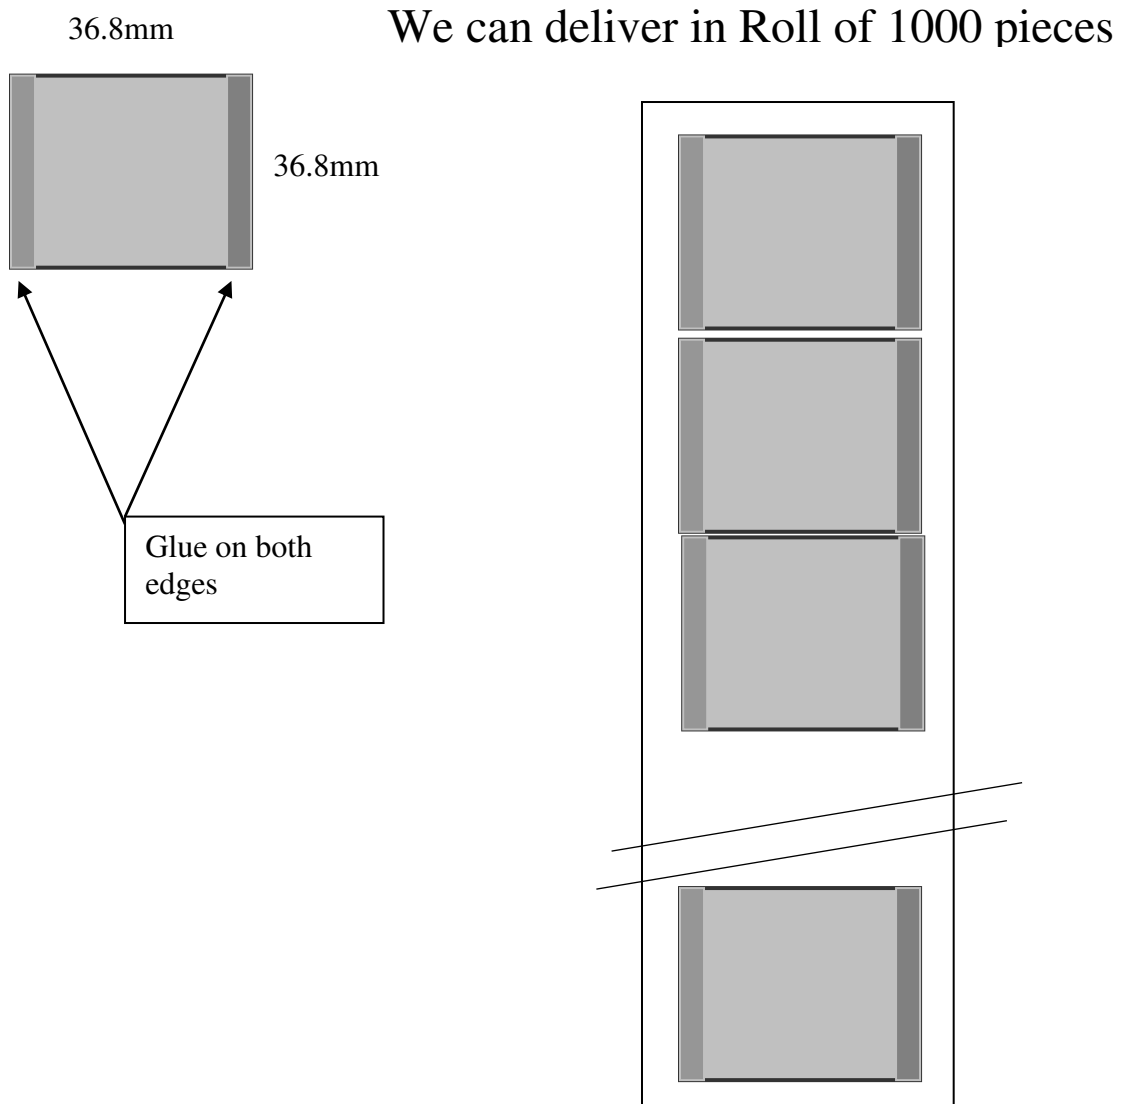 36.8mm
We can deliver in Roll of 1000 pieces
36.8mm
Glue on both
edges